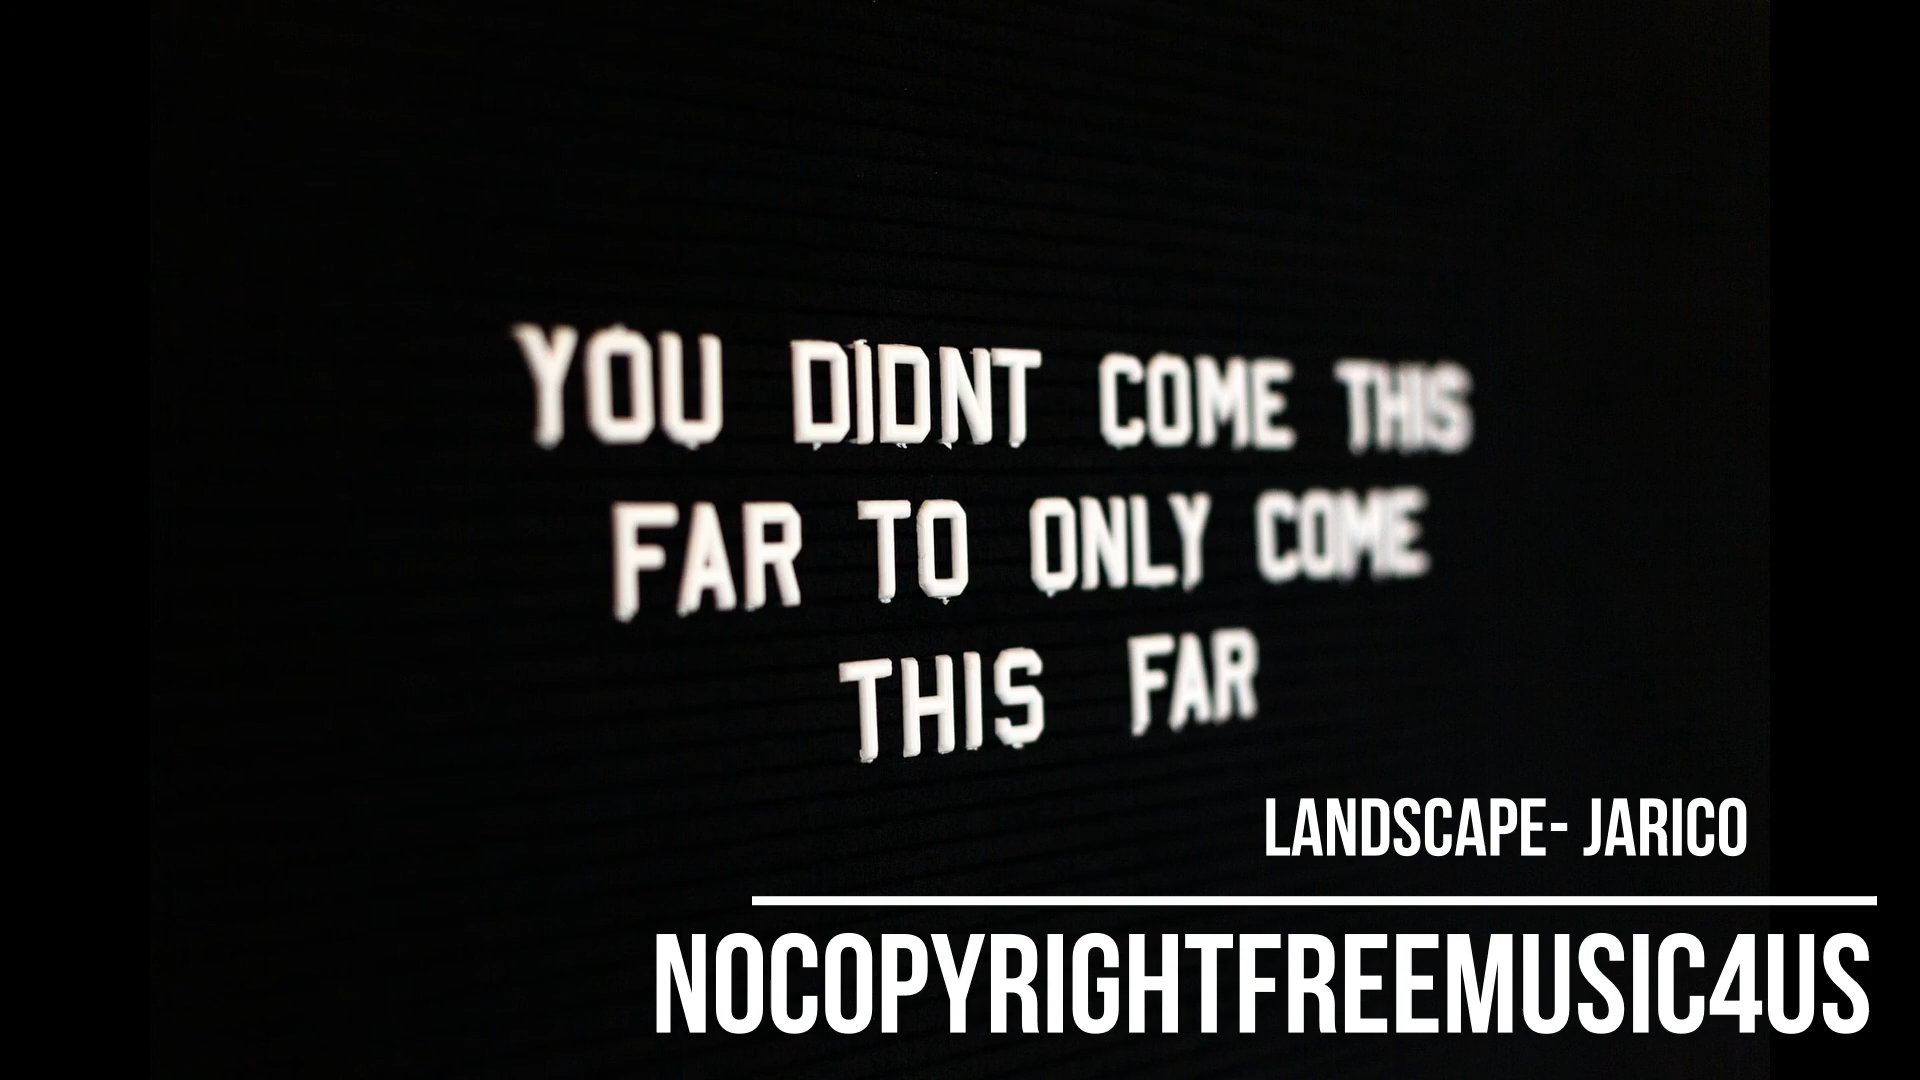 YOU DIDNT COME THIS
FAR TO ONLY COME
THIS FAR
LANDSCAPE- JARICO
NOCOPYRIGHTFREEMUSIC4US